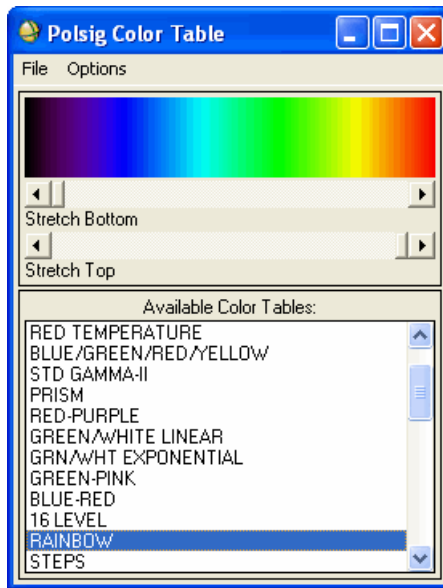 Polsig Color Table
File Options
Stretch Bottom
Stretch Top
Available Color Tables:
RED TEMPERATURE
BLUE/GREEN/RED/YELLOW
STD GAMMA-II
PRISM
RED-PURPLE
GREEN/WHITE LINEAR
GRN/WHT EXPONENTIAL
GREEN-PINK
BLUE-RED
16 LEVEL
RAINBOW
STEPS